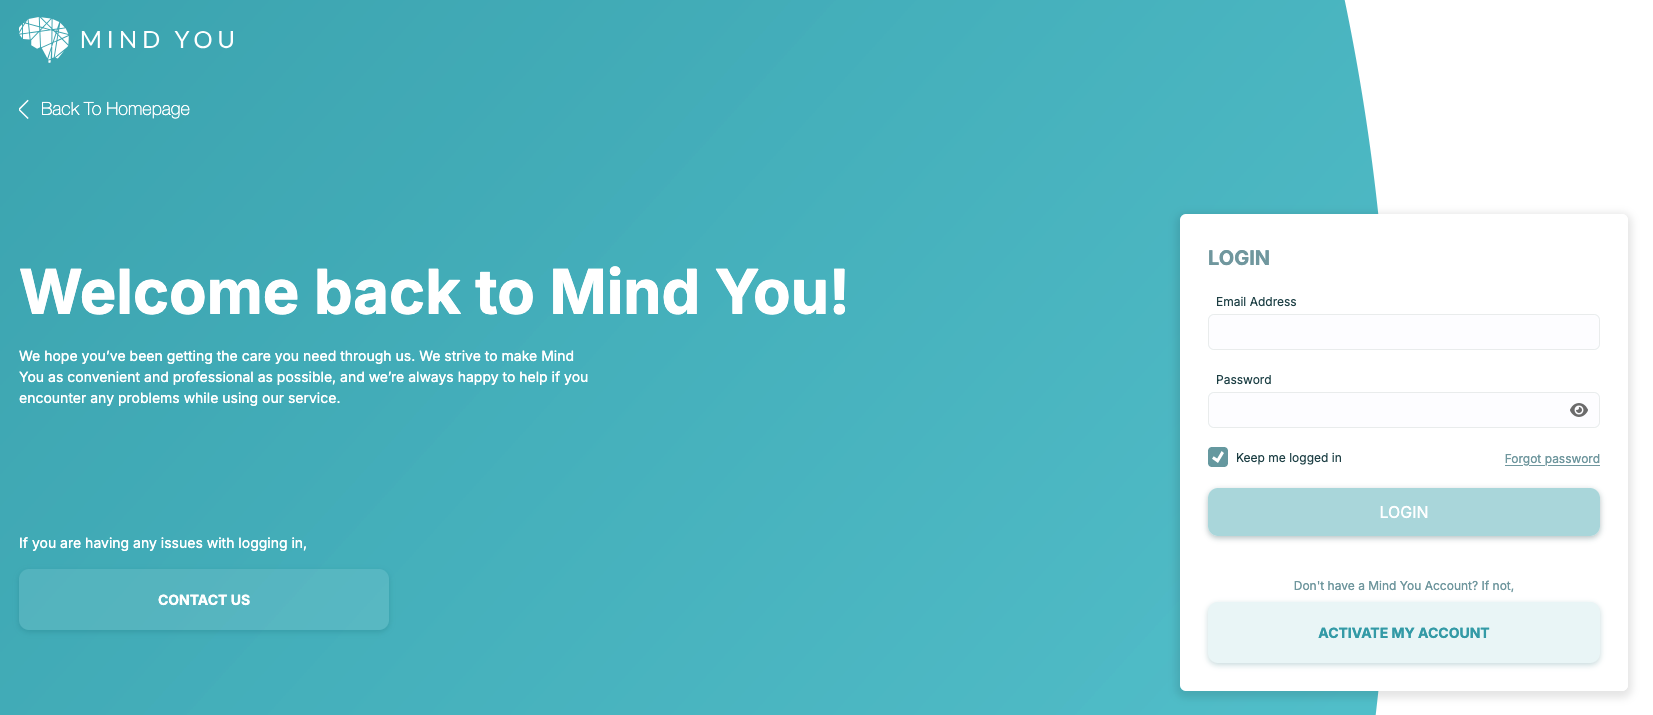 MIND YOU
Back To Homepage
Welcome back to Mind You!
We hope you've been getting the care you need through us. We strive to make Mind
You as convenient and professional as possible, and we're always happy to help if you
encounter any problems while using our service.
If you are having any issues with logging in,
CONTACT US
LOGIN
Email Address
Password
Keep me logged in
Forgot password
LOGIN
Don't have a Mind You Account? If not,
ACTIVATE MY ACCOUNT